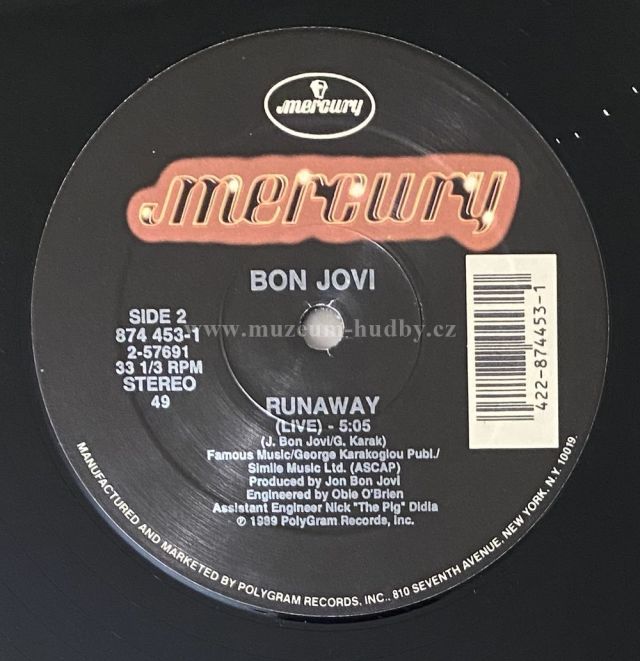 mercury
mercury
BON JOVI
SIDE 2
874 453-1
2-57691
33 1/3 RPM
STEREO
49
www.muzeum-hudby.cz
422-874453-1
RUNAWAY
(LIVE) - 5:05
(J. Bon Jovi/G. Karak)
Famous Music/George Karakoglou Publ./
Simile Music Ltd. (ASCAP)
Produced by Jon Bon Jovi
Engineered by Obie O'Brien
Assistant Engineer Nick "The Pig" Didia
℗ 1989 PolyGram Records, Inc.
MANUFACTURED AND MARKETED BY POLYGRAM RECORDS, INC., 810 SEVENTH AVENUE, NEW YORK, N.Y. 10019.